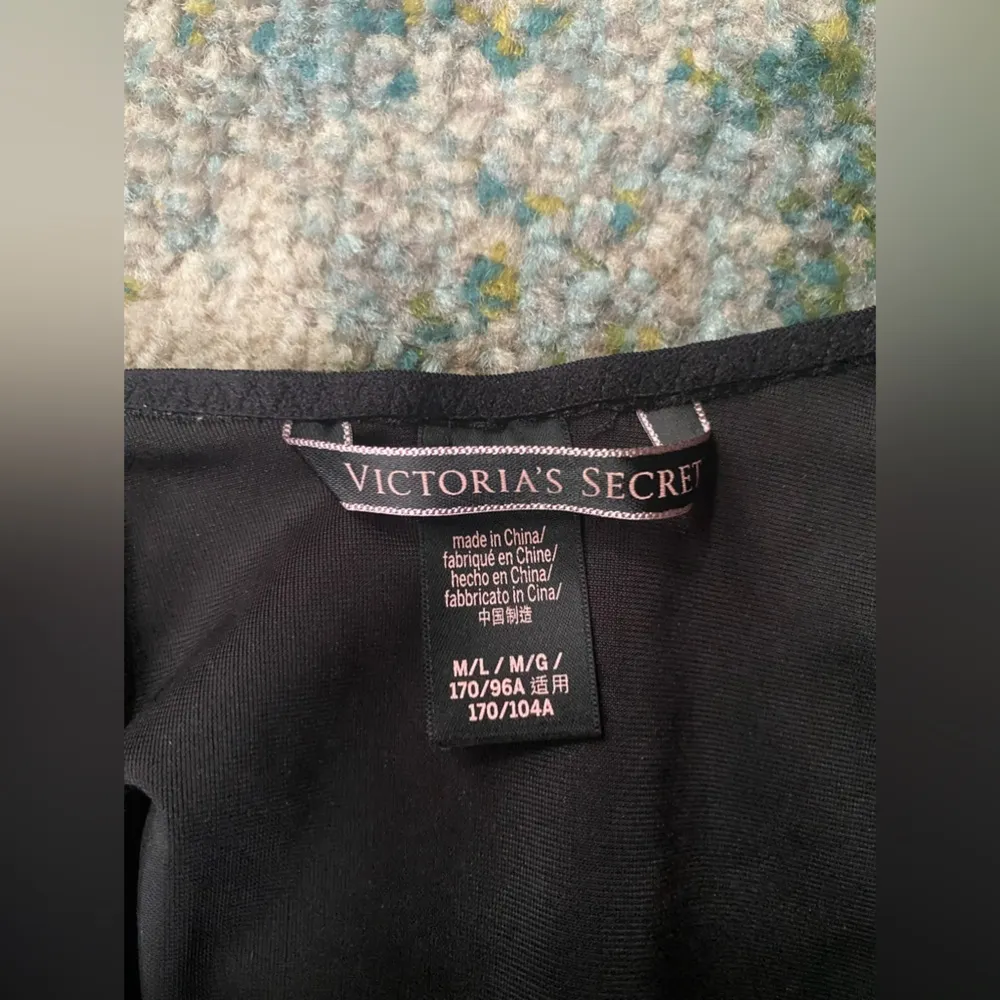 VICTORIA'S SECRET
made in China/
fabriqué en Chine/
hecho en China/
fabbricato in Cina/
中国制造
M/L / M/G /
170/96A 适用
170/104A